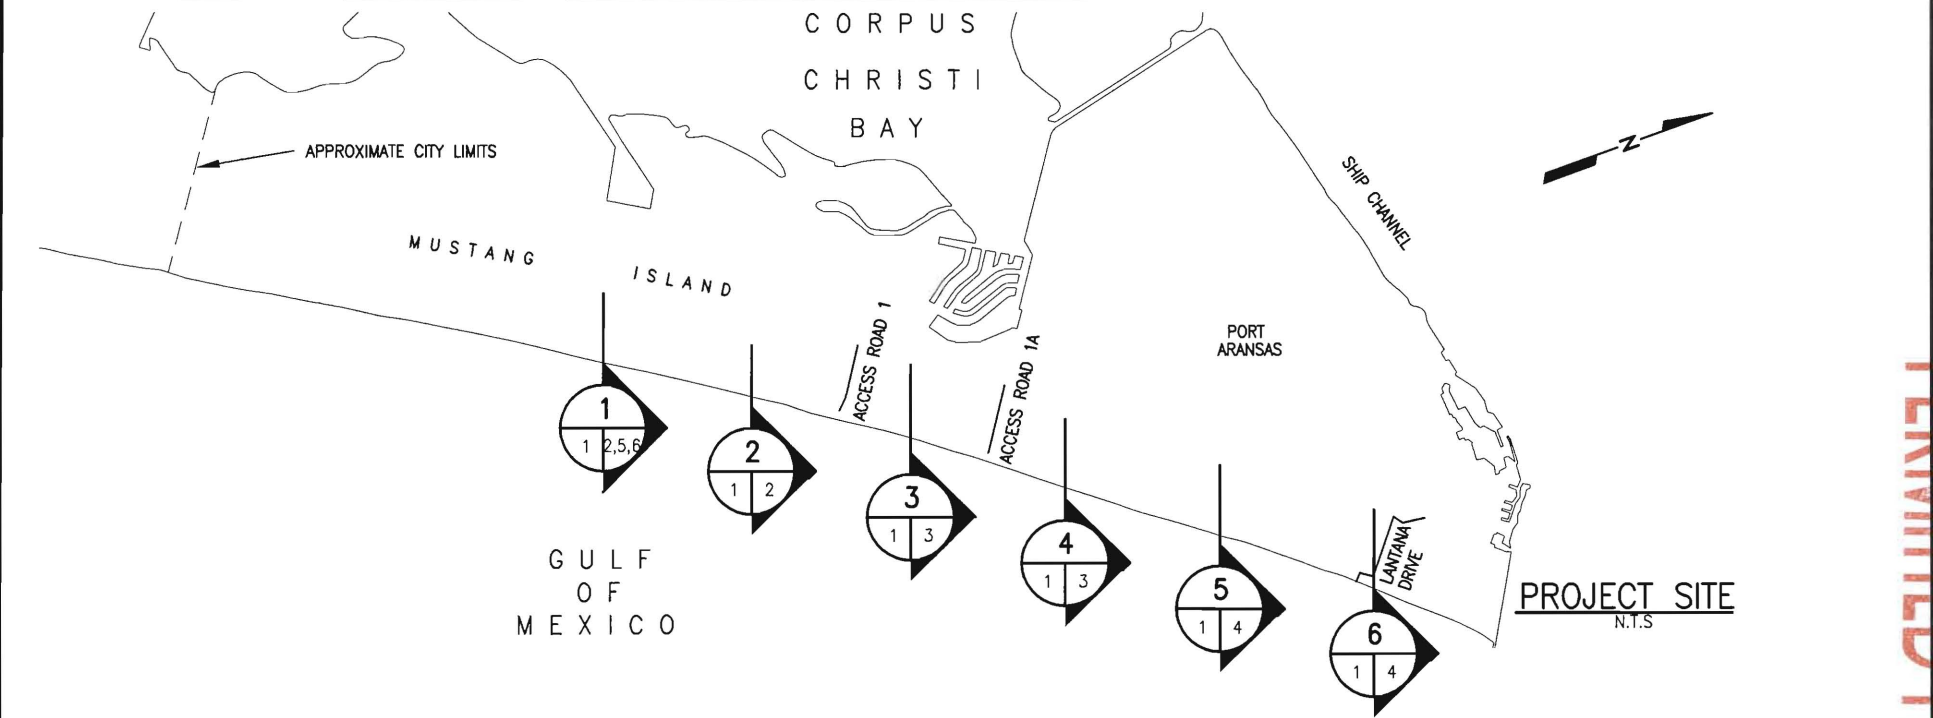 CORPUS
CHRISTI
BAY
APPROXIMATE CITY LIMITS
N
SHIP CHANNEL
MUSTANG
ISLAND
ACCESS ROAD 1
ACCESS ROAD 1A
PORT
ARANSAS
1
1 2,5,6
2
1 2
3
1 3
4
1 3
5
1 4
6
1 4
LANTANA
DRIVE
GULF
OF
MEXICO
PROJECT SITE
N.T.S